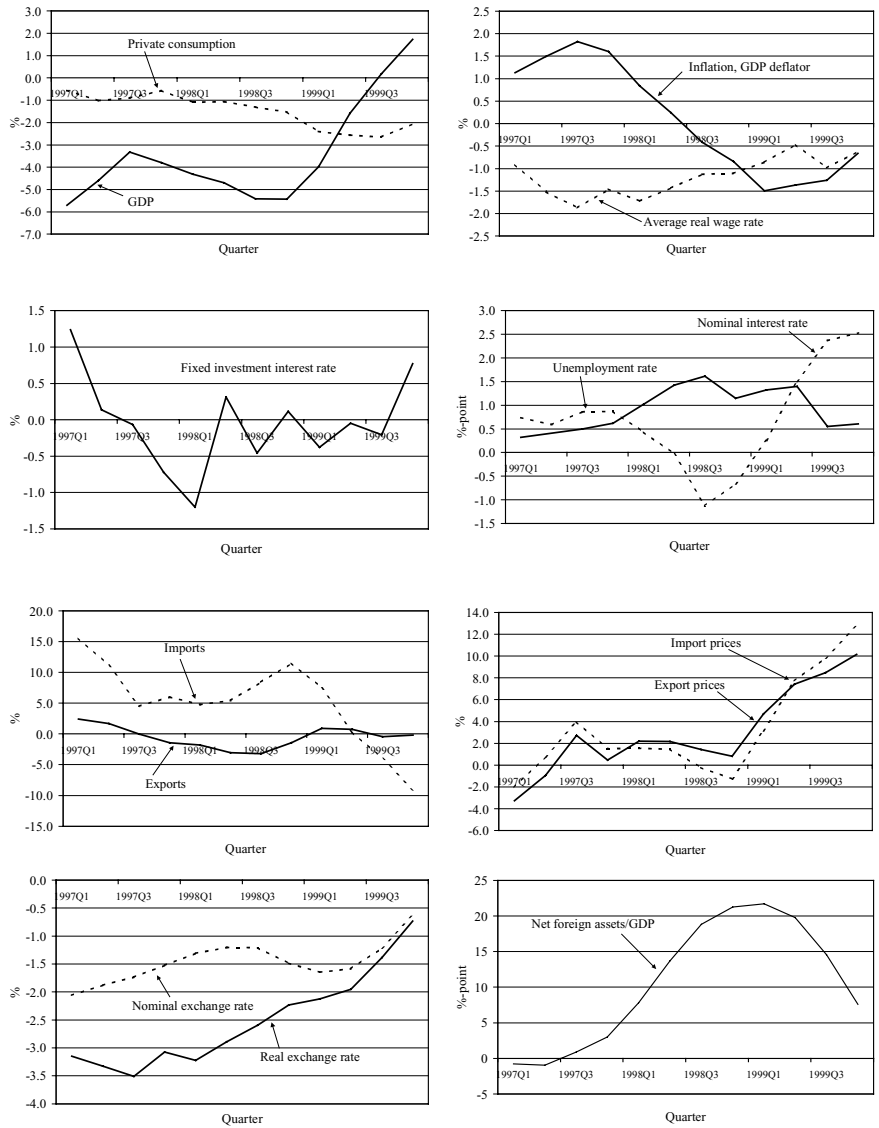 3.0
2.0
1.0
0.0
-1.0
-2.0
-3.0
-4.0
-5.0
-6.0
-7.0
%
Private consumption
1997Q1 1997Q3 1998Q1 1998Q3 1999Q1 1999Q3
GDP
Quarter
2.5
2.0
1.5
1.0
0.5
0.0
-0.5
-1.0
-1.5
-2.0
-2.5
%
Inflation, GDP deflator
1997Q1 1997Q3 1998Q1 1998Q3 1999Q1 1999Q3
Average real wage rate
Quarter
1.5
1.0
0.5
0.0
-0.5
-1.0
-1.5
%
Fixed investment interest rate
1997Q1 1997Q3 1998Q1 1998Q3 1999Q1 1999Q3
Quarter
3.0
2.5
2.0
1.5
1.0
0.5
0.0
-0.5
-1.0
-1.5
%-point
Nominal interest rate
Unemployment rate
1997Q1 1997Q3 1998Q1 1998Q3 1999Q1 1999Q3
Quarter
20.0
15.0
10.0
5.0
0.0
-5.0
-10.0
-15.0
%
Imports
1997Q1 1997Q3 1998Q1 1998Q3 1999Q1 1999Q3
Exports
Quarter
14.0
12.0
10.0
8.0
6.0
4.0
2.0
0.0
-2.0
-4.0
-6.0
%
Import prices
Export prices
1997Q1 1997Q3 1998Q1 1998Q3 1999Q1 1999Q3
Quarter
0.0
-0.5
-1.0
-1.5
-2.0
-2.5
-3.0
-3.5
-4.0
%
1997Q1 1997Q3 1998Q1 1998Q3 1999Q1 1999Q3
Nominal exchange rate
Real exchange rate
Quarter
25
20
15
10
5
0
-5
%-point
Net foreign assets/GDP
1997Q1 1997Q3 1998Q1 1998Q3 1999Q1 1999Q3
Quarter